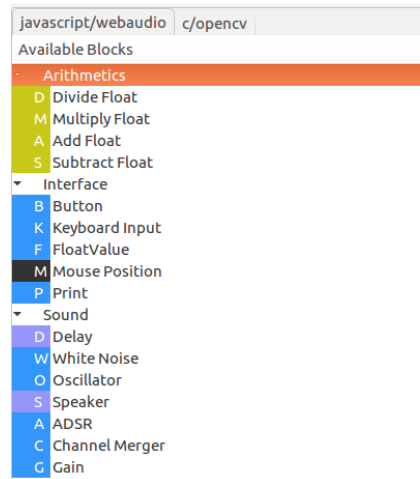 javascript/webaudio c/opencv
Available Blocks
Arithmetics
D Divide Float
M Multiply Float
A Add Float
S Subtract Float
Interface
B Button
K Keyboard Input
F FloatValue
M Mouse Position
P Print
Sound
D Delay
W White Noise
O Oscillator
S Speaker
A ADSR
C Channel Merger
G Gain